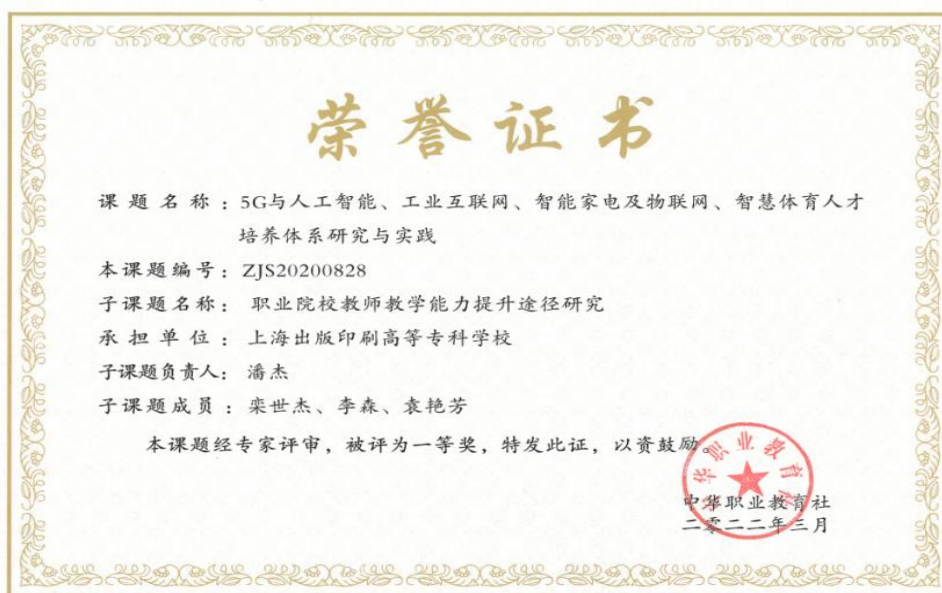 荣誉证书
课题名称：5G与人工智能、工业互联网、智能家电及物联网、智慧体育人才
培养体系研究与实践
本课题编号：ZJS20200828
子课题名称：职业院校教师教学能力提升途径研究
承担单位：上海出版印刷高等专科学校
子课题负责人：潘杰
子课题成员：栾世杰、李森、袁艳芳
本课题经专家评审，被评为一等奖，特发此证，以资鼓励。
中华职业教育社
中华职业教育社
二零二二年三月